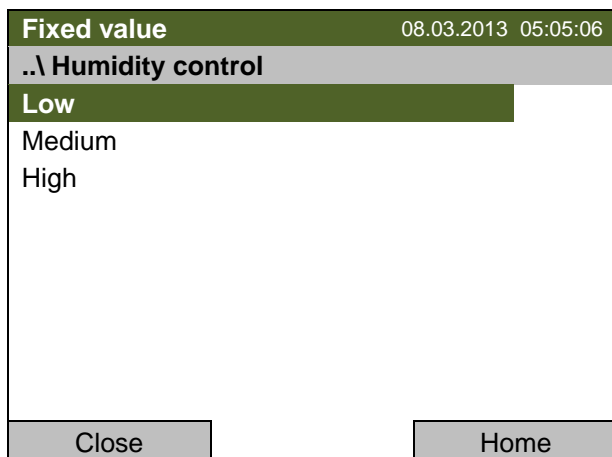 Fixed value 08.03.2013 05:05:06
..\ Humidity control
Low
Medium
High
Close Home